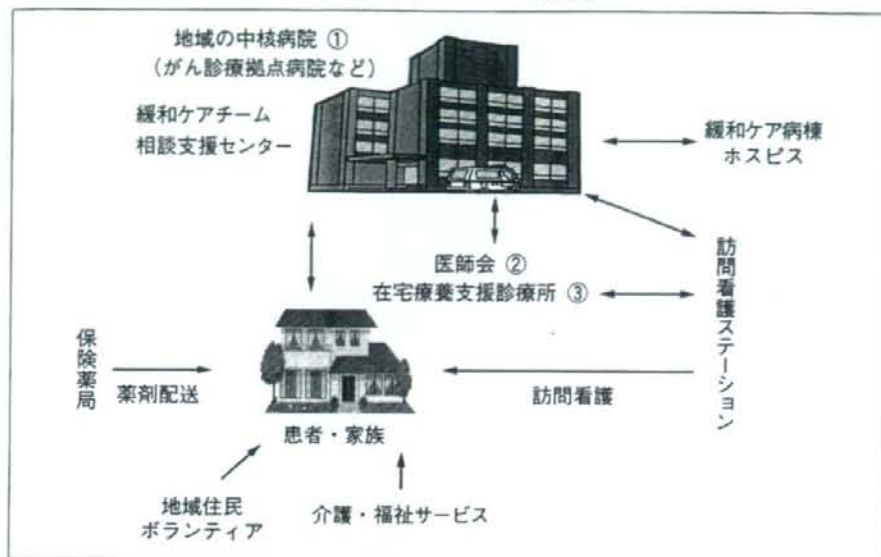 地域の中核病院 ①
(がん診療拠点病院など)
緩和ケアチーム
相談支援センター
緩和ケア病棟
ホスピス
訪問看護ステーション
医師会 ②
在宅療養支援診療所 ③
保険薬局
薬剤配送
訪問看護
患者・家族
地域住民
ボランティア
介護・福祉サービス